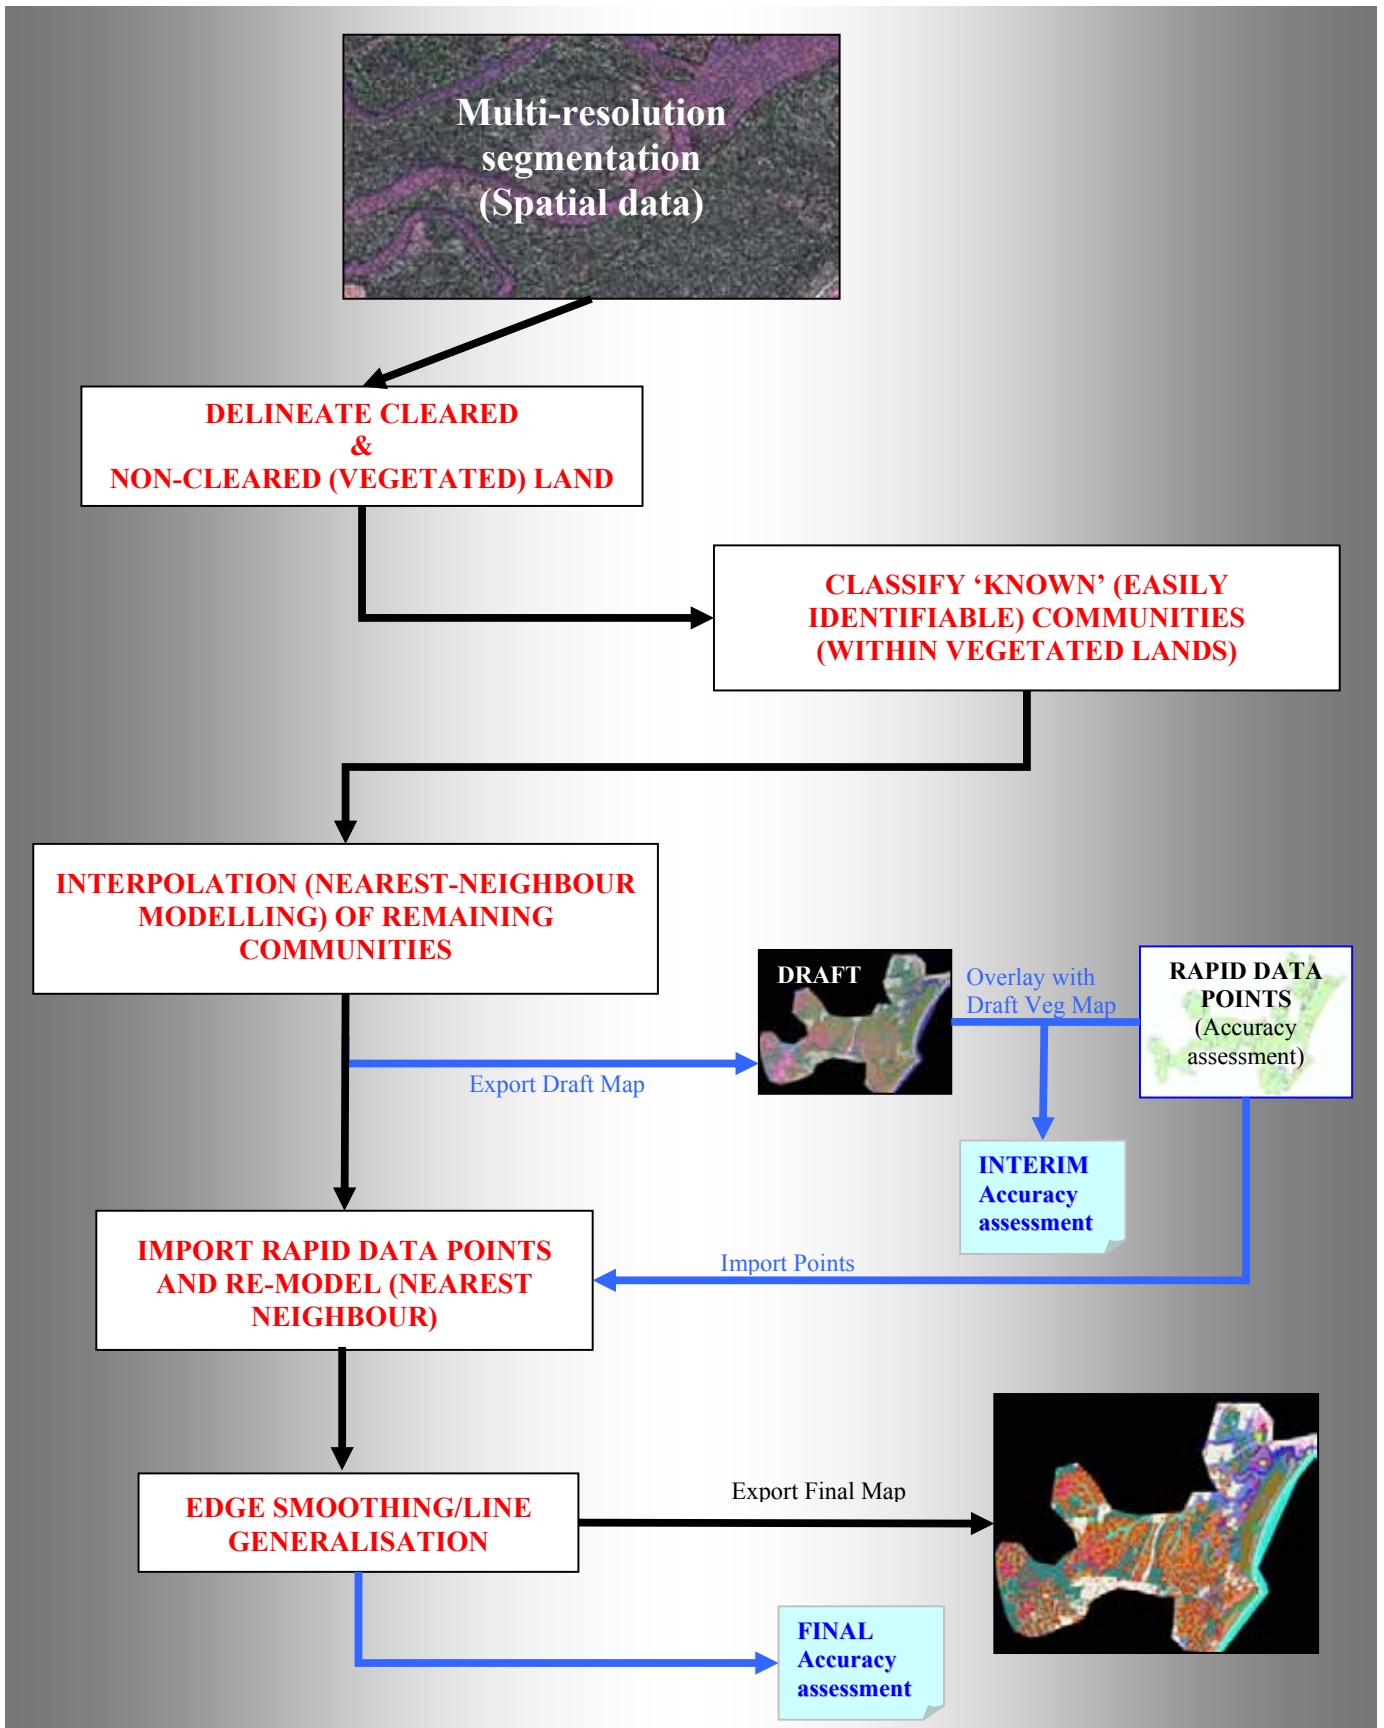 Multi-resolution
segmentation
(Spatial data)
DELINEATE CLEARED
&
NON-CLEARED (VEGETATED) LAND
CLASSIFY ‘KNOWN’ (EASILY
IDENTIFIABLE) COMMUNITIES
(WITHIN VEGETATED LANDS)
INTERPOLATION (NEAREST-NEIGHBOUR
MODELLING) OF REMAINING
COMMUNITIES
DRAFT
Overlay with
Draft Veg Map
RAPID DATA
POINTS
(Accuracy
assessment)
Export Draft Map
INTERIM
Accuracy
assessment
IMPORT RAPID DATA POINTS
AND RE-MODEL (NEAREST
NEIGHBOUR)
Import Points
EDGE SMOOTHING/LINE
GENERALISATION
Export Final Map
FINAL
Accuracy
assessment